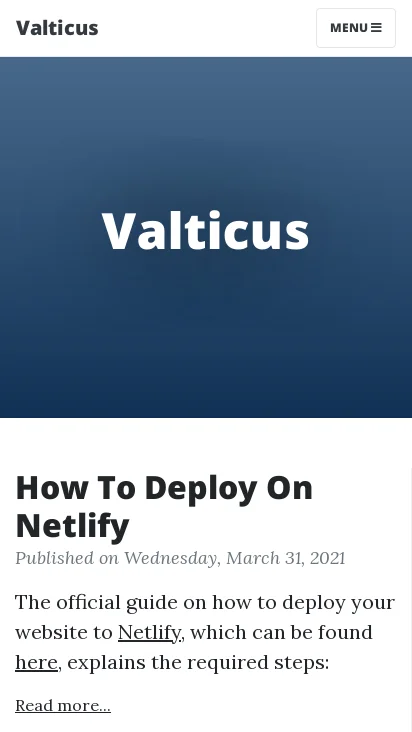 Valticus
MENU
Valticus
How To Deploy On
Netlify
Published on Wednesday, March 31, 2021
The official guide on how to deploy your
website to Netlify, which can be found
here, explains the required steps:
Read more...